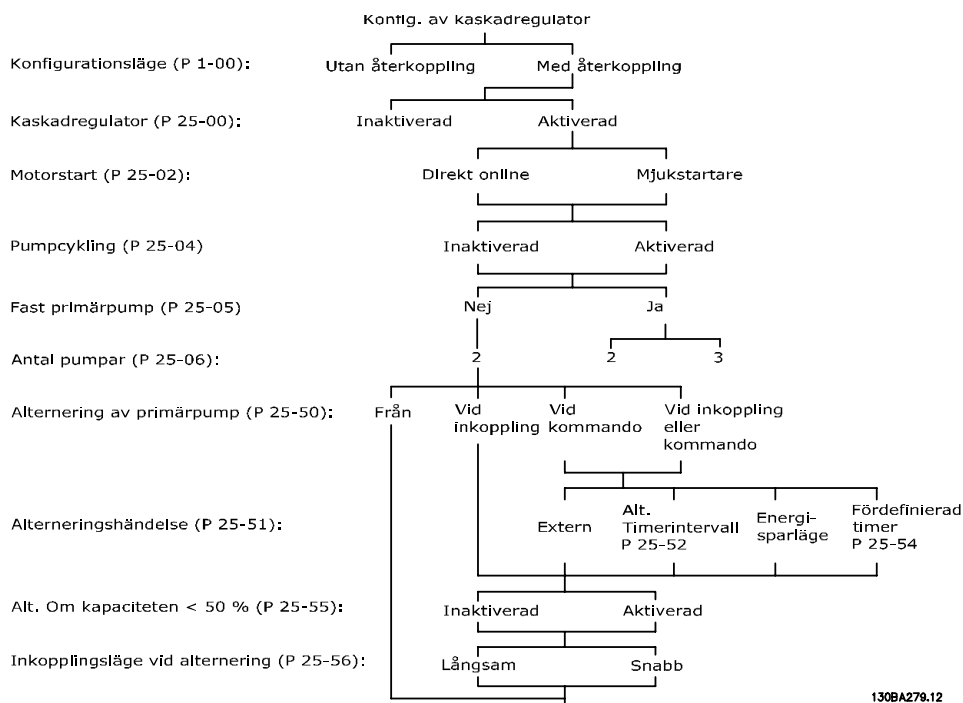 Konfig. av kaskadregulator
Konfigurationsläge (P 1-00): Utan återkoppling Med återkoppling
Kaskadregulator (P 25-00): Inaktiverad Aktiverad
Motorstart (P 25-02): Direkt online Mjukstartare
Pumpcykling (P 25-04) Inaktiverad Aktiverad
Fast primärpump (P 25-05) Nej Ja
Antal pumpar (P 25-06): 2 2 3
Alternering av primärpump (P 25-50): Från
Vid
inkoppling
Vid
kommando
Vid inkoppling
eller
kommando
Alterneringshändelse (P 25-51): Extern
Alt.
Timerintervall
P 25-52
Energi-
sparläge
Fördefinierad
timer
P 25-54
Alt. Om kapaciteten < 50 % (P 25-55): Inaktiverad Aktiverad
Inkopplingsläge vid alternering (P 25-56): Långsam Snabb
130BA279.12